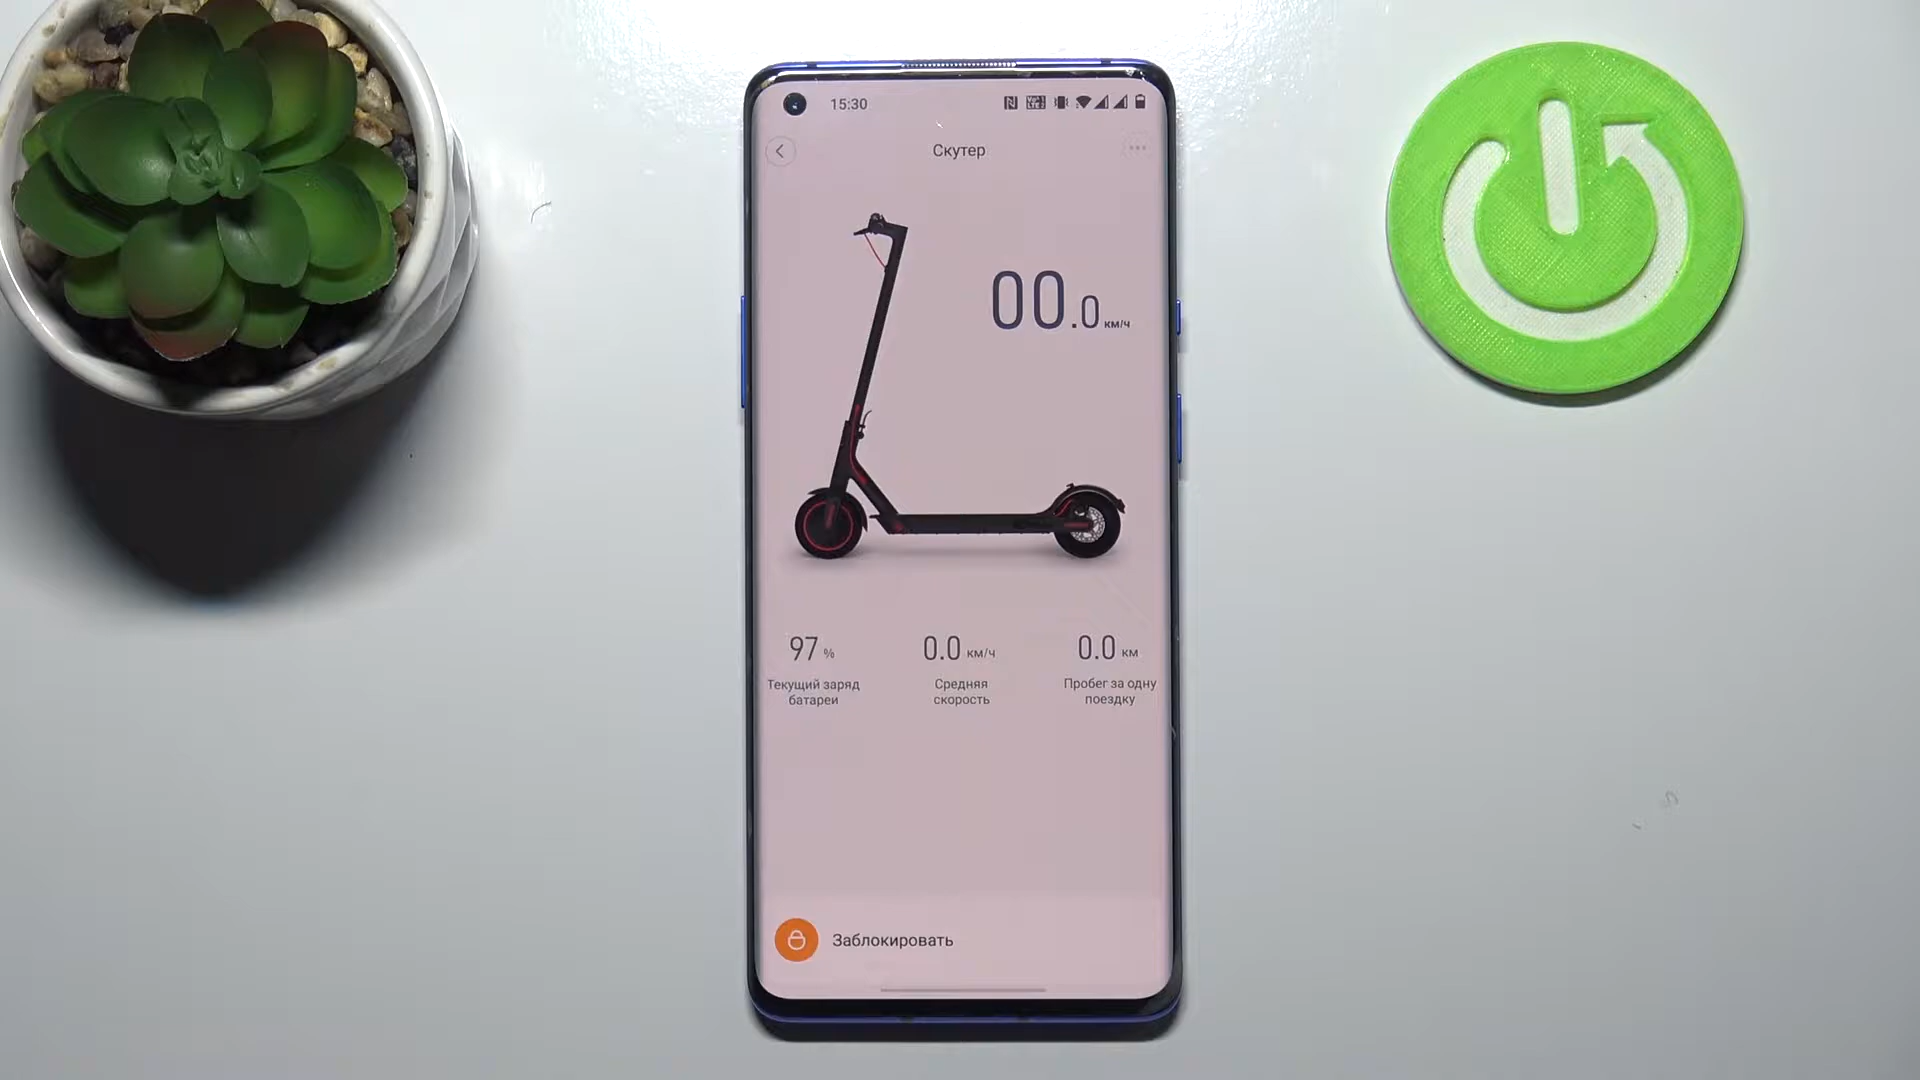 15:30
Скутер
00.0 км/ч
97 %
Текущий заряд
батареи
0.0 км/ч
Средняя
скорость
0.0 км
Пробег за одну
поездку
Заблокировать